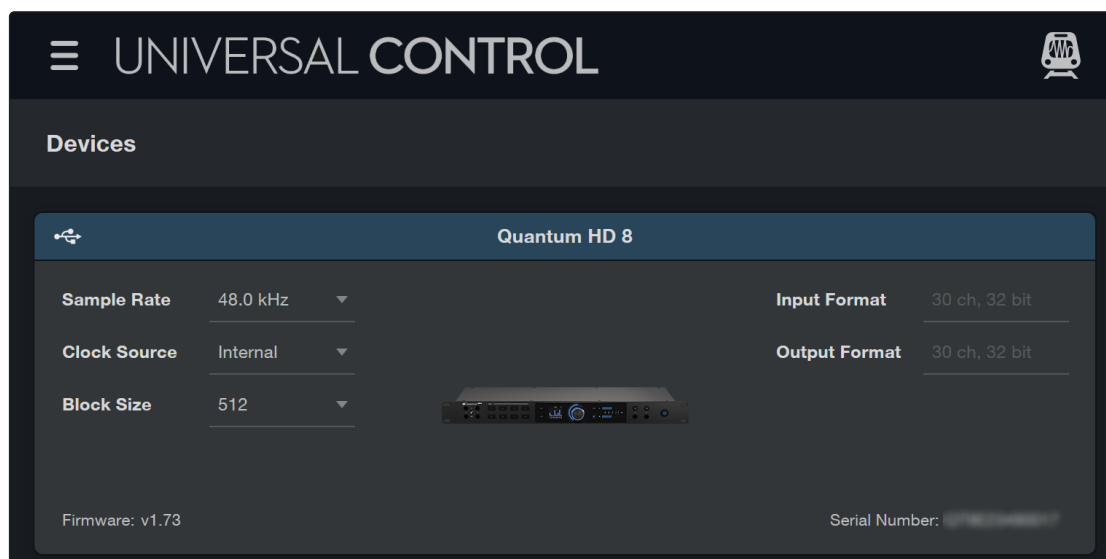 UNIVERSAL CONTROL
Devices
Quantum HD 8
Sample Rate 48.0 kHz
Input Format 30 ch, 32 bit
Clock Source Internal
Output Format 30 ch, 32 bit
Block Size 512
Firmware: v1.73
Serial Number: